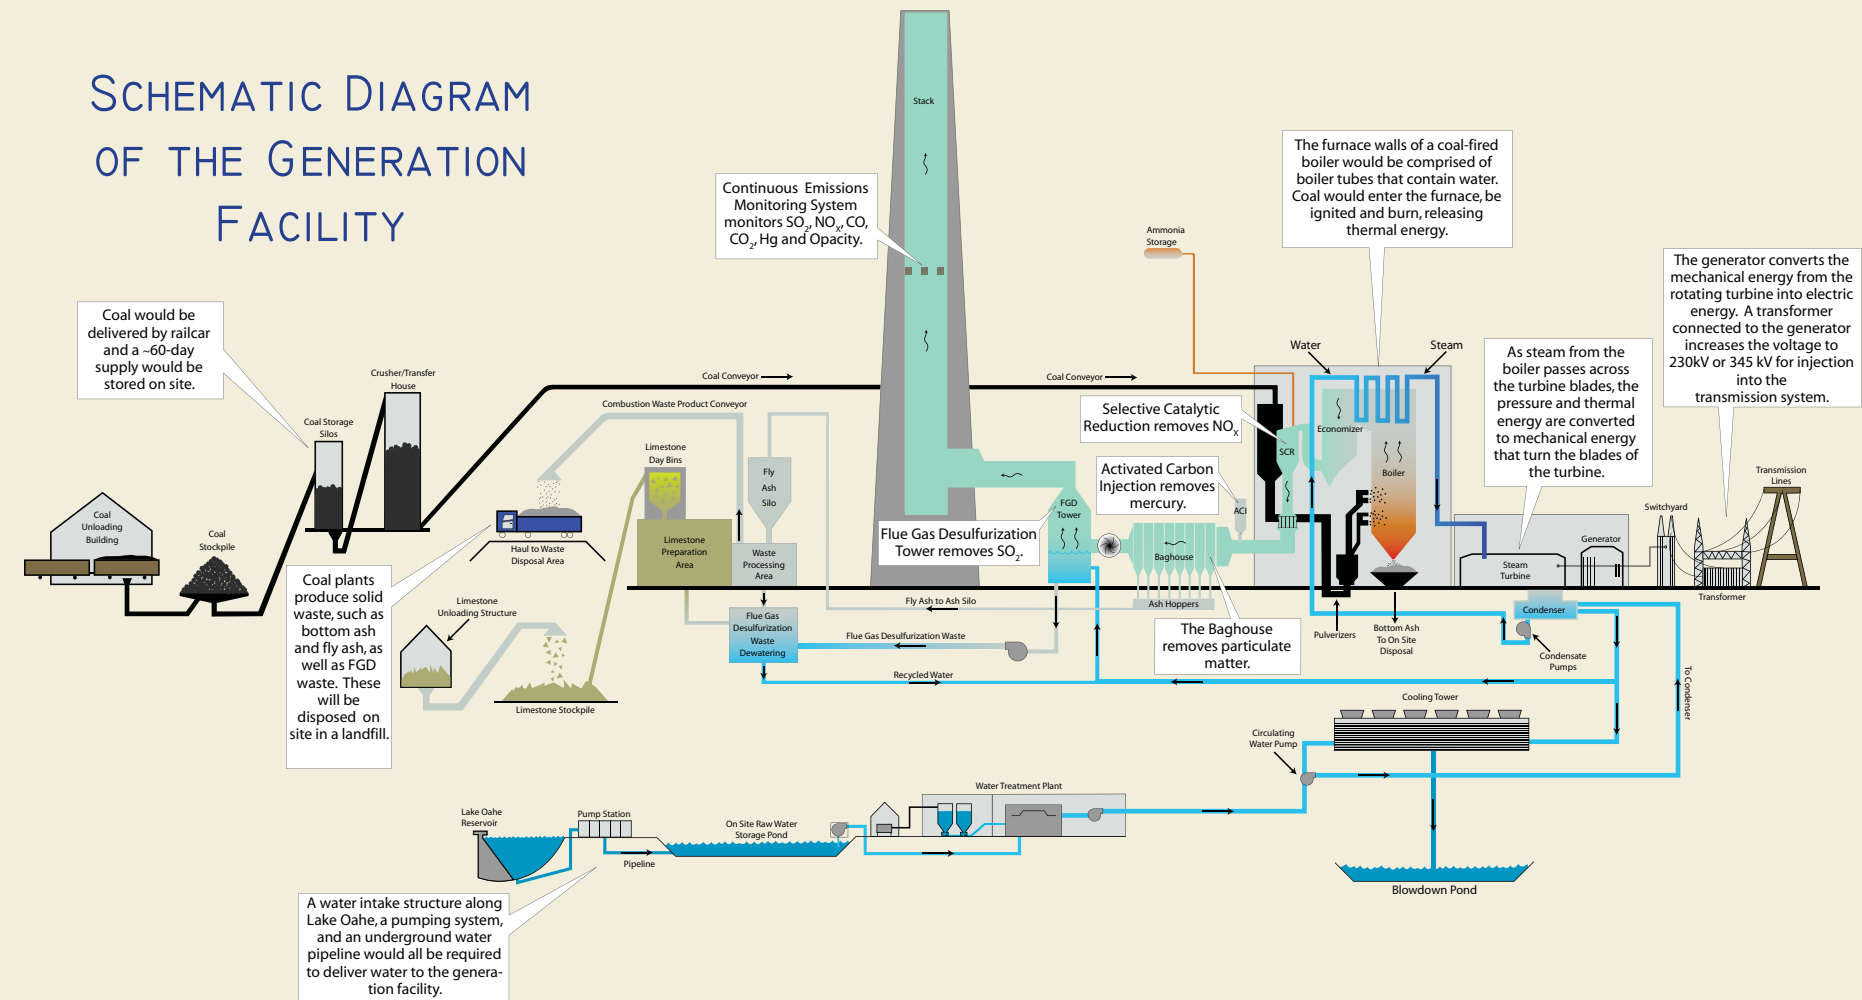 SCHEMATIC DIAGRAM
OF THE GENERATION
FACILITY
Stack
Continuous Emissions
Monitoring System
monitors SO2, NOX, CO,
CO2, Hg and Opacity.
The furnace walls of a coal-fired
boiler would be comprised of
boiler tubes that contain water.
Coal would enter the furnace, be
ignited and burn, releasing
thermal energy.
Ammonia
Storage
The generator converts the
mechanical energy from the
rotating turbine into electric
energy. A transformer
connected to the generator
increases the voltage to
230kV or 345 kV for injection
into the
transmission system.
Coal would be
delivered by railcar
and a ~60-day
supply would be
stored on site.
Water
Steam
As steam from the
boiler passes across
the turbine blades, the
pressure and thermal
energy are converted
to mechanical energy
that turn the blades of
the turbine.
Crusher/Transfer
House
Coal Conveyor
Coal Conveyor
Combustion Waste Product Conveyor
Selective Catalytic
Reduction removes NOX
Coal Storage
Silos
Economizer
SCR
Boiler
Limestone
Day Bins
Fly
Ash
Silo
Activated Carbon
Injection removes
mercury.
Transmission
Lines
FGD
Tower
ACI
Switchyard
Coal
Unloading
Building
Coal
Stockpile
Haul to Waste
Disposal Area
Limestone
Preparation
Area
Waste
Processing
Area
Flue Gas Desulfurization
Tower removes SO2.
Baghouse
Generator
Steam
Turbine
Transformer
Coal plants
produce solid
waste, such as
bottom ash
and fly ash, as
well as FGD
waste. These
will be
disposed on
site in a landfill.
Limestone
Unloading Structure
Fly Ash to Ash Silo
Ash Hoppers
Condenser
Flue Gas
Desulfurization
Waste
Dewatering
Flue Gas Desulfurization Waste
The Baghouse
removes particulate
matter.
Pulverizers
Bottom Ash
To On Site
Disposal
Condensate
Pumps
Recycled Water
To Condenser
Limestone Stockpile
Cooling Tower
Circulating
Water Pump
Water Treatment Plant
Lake Oahe
Reservoir
Pump Station
On Site Raw Water
Storage Pond
Pipeline
Blowdown Pond
A water intake structure along
Lake Oahe, a pumping system,
and an underground water
pipeline would all be required
to deliver water to the genera-
tion facility.